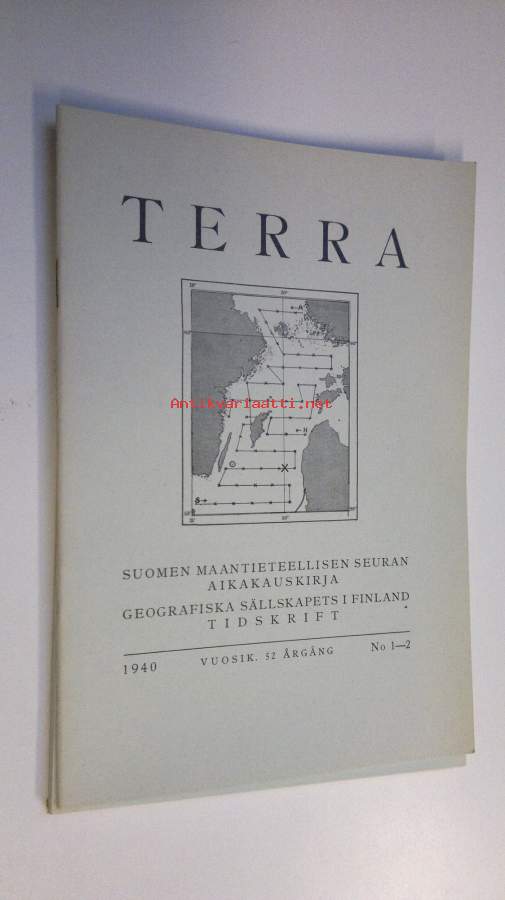 TERRA
Antikvariaatti.net
SUOMEN MAANTIETEELLISEN SEURAN
AIKAKAUSKIRJA
GEOGRAFISKA SÄLLSKAPETS I FINLAND
TIDSKRIFT
1940 VUOSIK. 52 ÅRGÅNG No 1—2